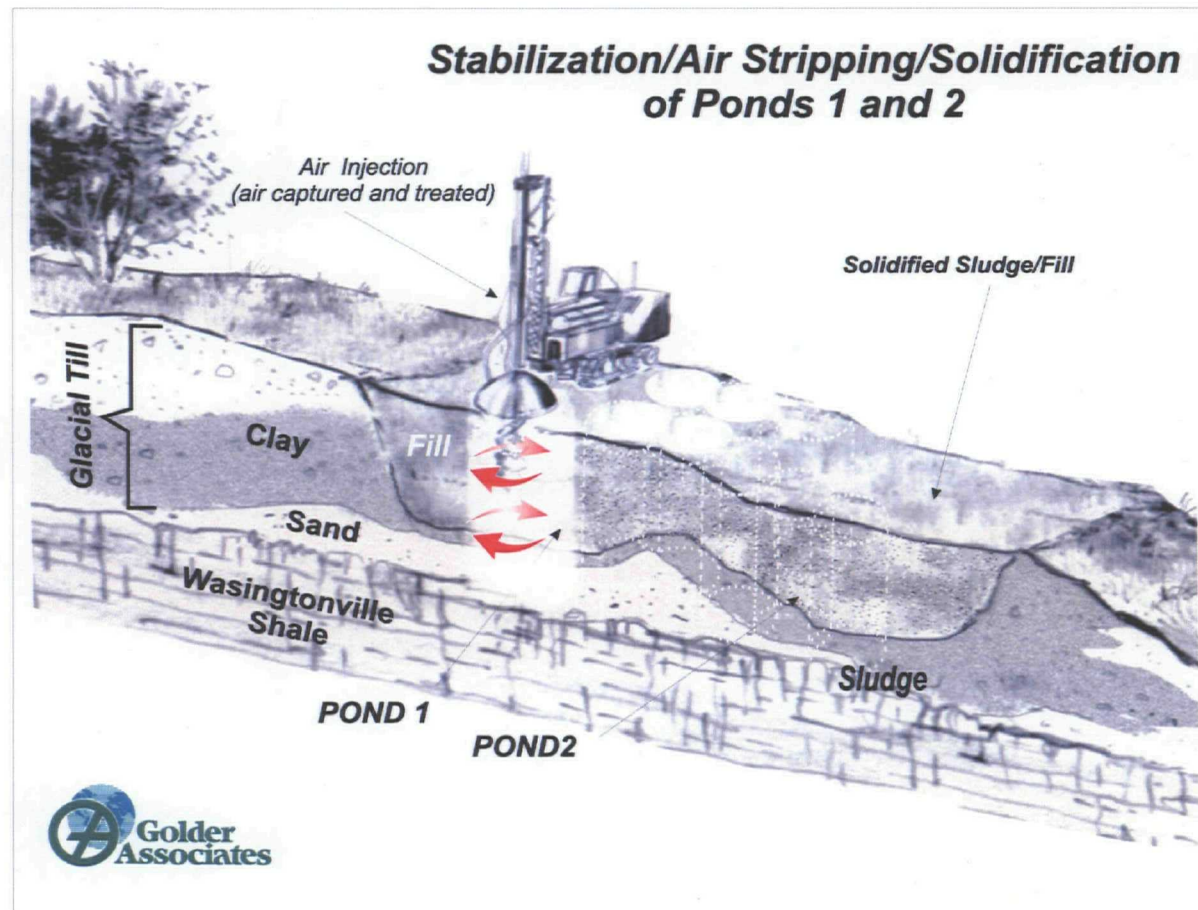 Stabilization/Air Stripping/Solidification
of Ponds 1 and 2
Air Injection
(air captured and treated)
Solidified Sludge/Fill
Glacial Till
Clay
Fill
Sand
Wasingtonville
Shale
Sludge
POND 1
POND2
Golder
Associates